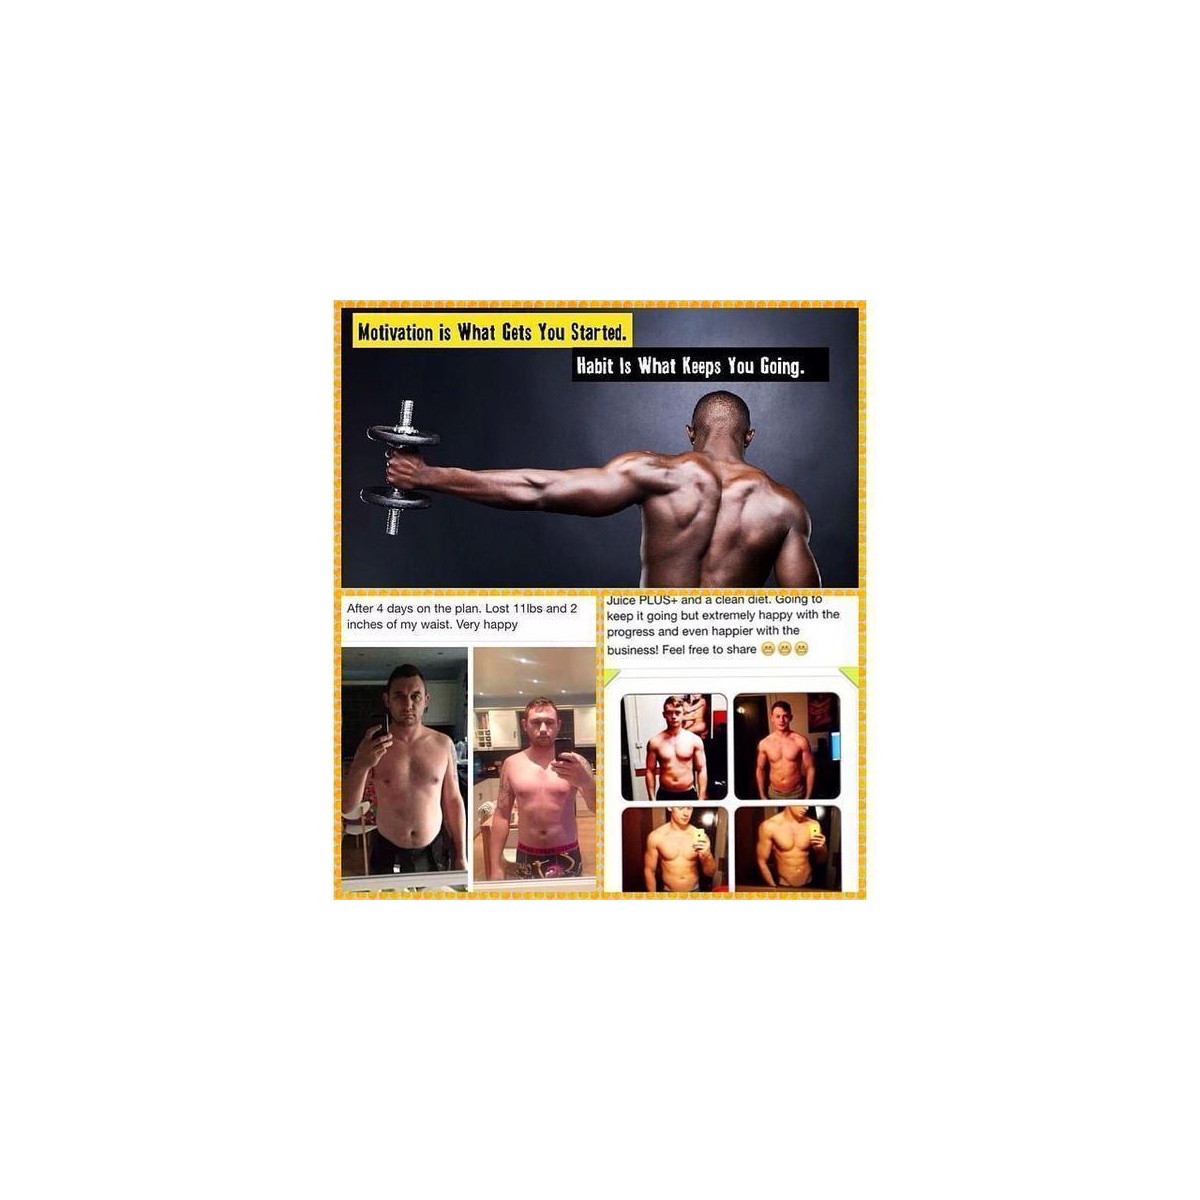 Motivation is What Gets You Started.
Habit Is What Keeps You Going.
After 4 days on the plan. Lost 11lbs and 2
inches of my waist. Very happy
Juice PLUS+ and a clean diet. Going to
keep it going but extremely happy with the
progress and even happier with the
business! Feel free to share 😬😬😬